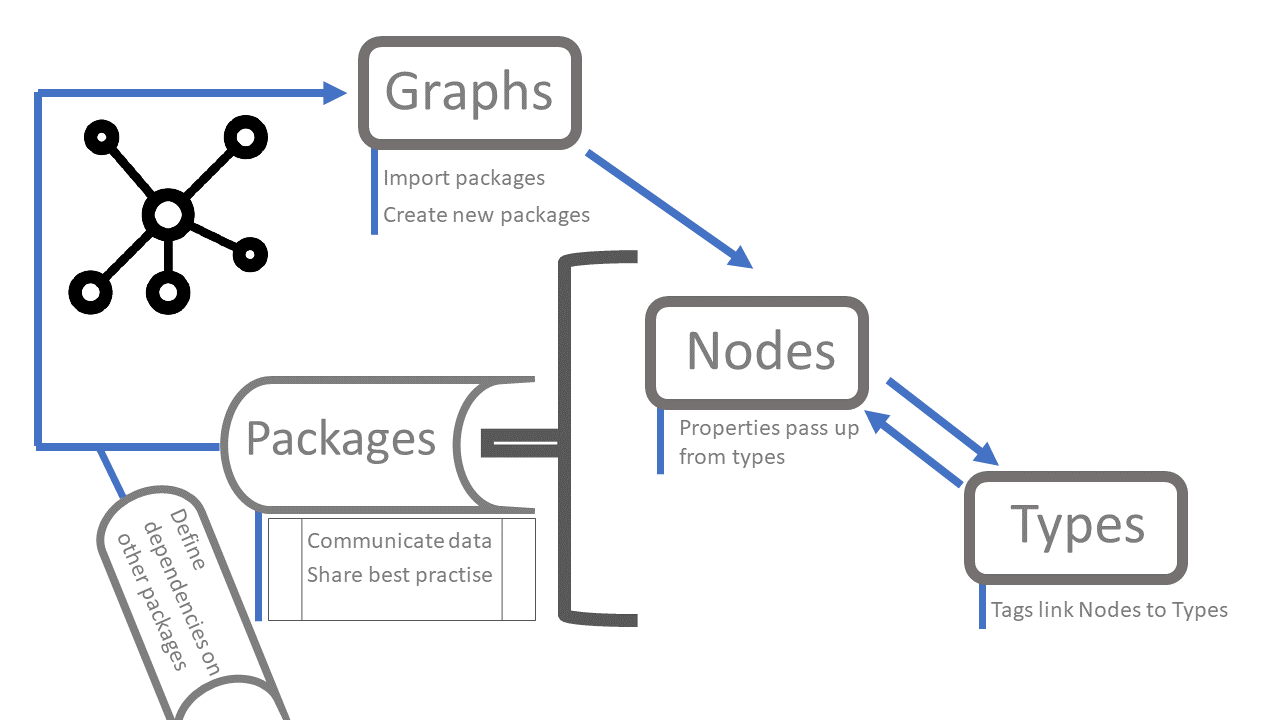 Graphs
Import packages
Create new packages
Nodes
Properties pass up
from types
Packages
Communicate data
Share best practise
Types
Tags link Nodes to Types
Define
dependencies on
other packages